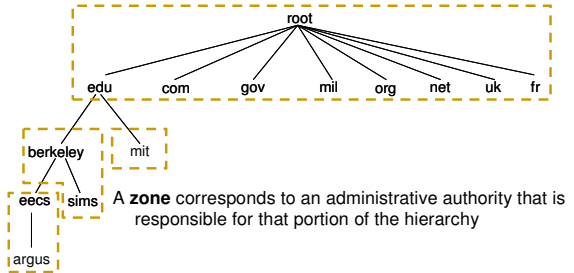 root
edu com gov mil org net uk fr
berkeley mit
eecs sims A zone corresponds to an administrative authority that is
responsible for that portion of the hierarchy
argus